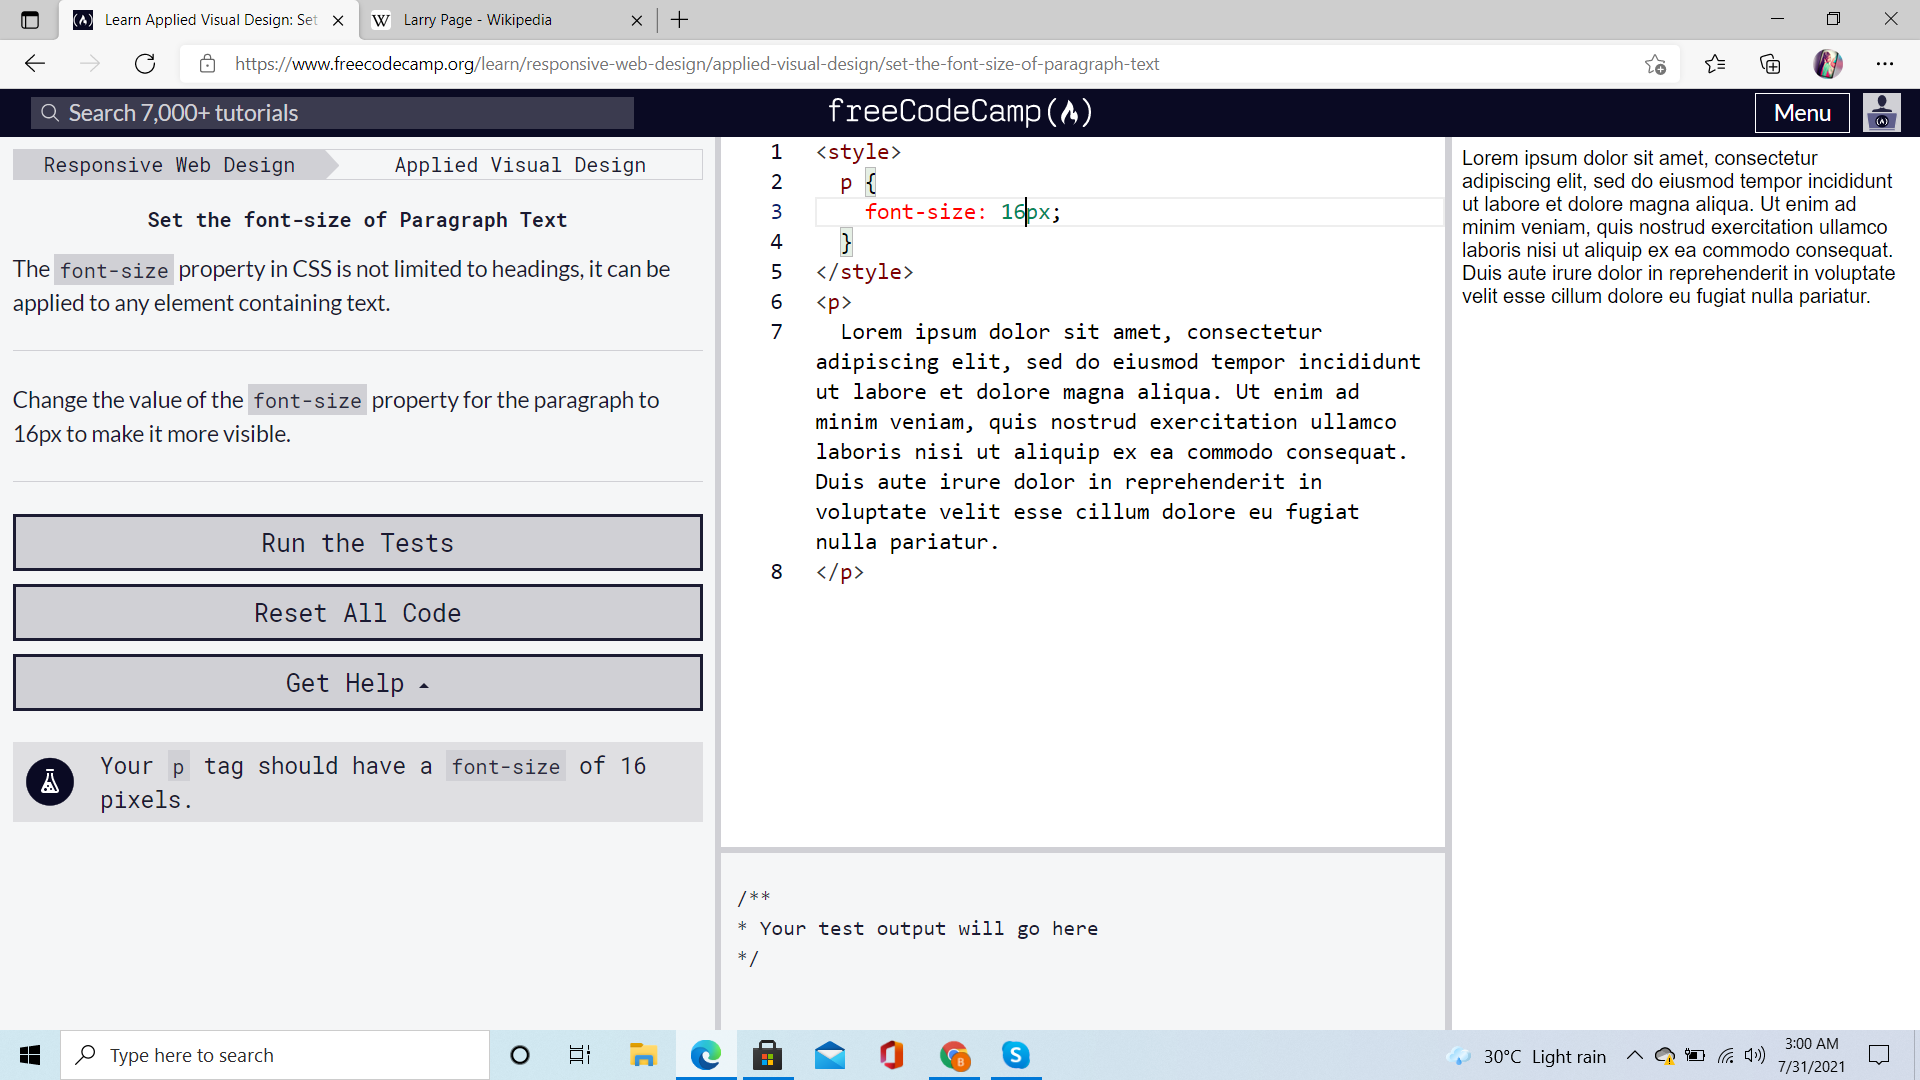 Learn Applied Visual Design: Set
Larry Page - Wikipedia
https://www.freecodecamp.org/learn/responsive-web-design/applied-visual-design/set-the-font-size-of-paragraph-text
Search 7,000+ tutorials
freeCodeCamp
Menu
Responsive Web Design
Applied Visual Design
Set the font-size of Paragraph Text
The font-size property in CSS is not limited to headings, it can be
applied to any element containing text.
Change the value of the font-size property for the paragraph to
16px to make it more visible.
Run the Tests
Reset All Code
Get Help
Your p tag should have a font-size of 16
pixels.
1 <style>
2 p {
3 font-size: 16px;
4 }
5 </style>
6 <p>
7 Lorem ipsum dolor sit amet, consectetur
adipiscing elit, sed do eiusmod tempor incididunt
ut labore et dolore magna aliqua. Ut enim ad
minim veniam, quis nostrud exercitation ullamco
laboris nisi ut aliquip ex ea commodo consequat.
Duis aute irure dolor in reprehenderit in
voluptate velit esse cillum dolore eu fugiat
nulla pariatur.
8 </p>
/**
* Your test output will go here
*/
Lorem ipsum dolor sit amet, consectetur
adipiscing elit, sed do eiusmod tempor incididunt
ut labore et dolore magna aliqua. Ut enim ad
minim veniam, quis nostrud exercitation ullamco
laboris nisi ut aliquip ex ea commodo consequat.
Duis aute irure dolor in reprehenderit in voluptate
velit esse cillum dolore eu fugiat nulla pariatur.
Type here to search
30°C Light rain
3:00 AM
7/31/2021